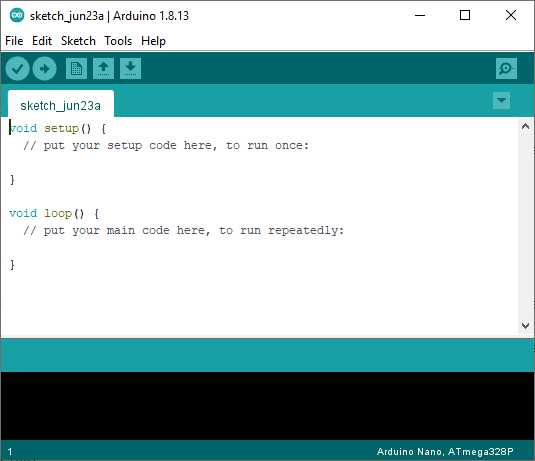 sketch_jun23a | Arduino 1.8.13
File Edit Sketch Tools Help
sketch_jun23a
void setup() {
  // put your setup code here, to run once:
}
void loop() {
  // put your main code here, to run repeatedly:
}
1 Arduino Nano, ATmega328P